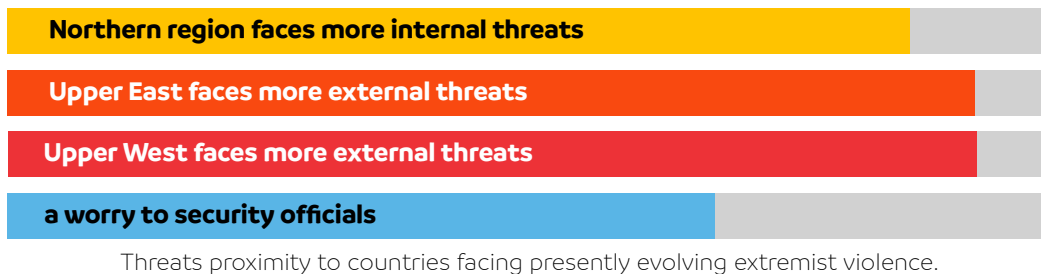 Northern region faces more internal threats
Upper East faces more external threats
Upper West faces more external threats
a worry to security officials
Threats proximity to countries facing presently evolving extremist violence.